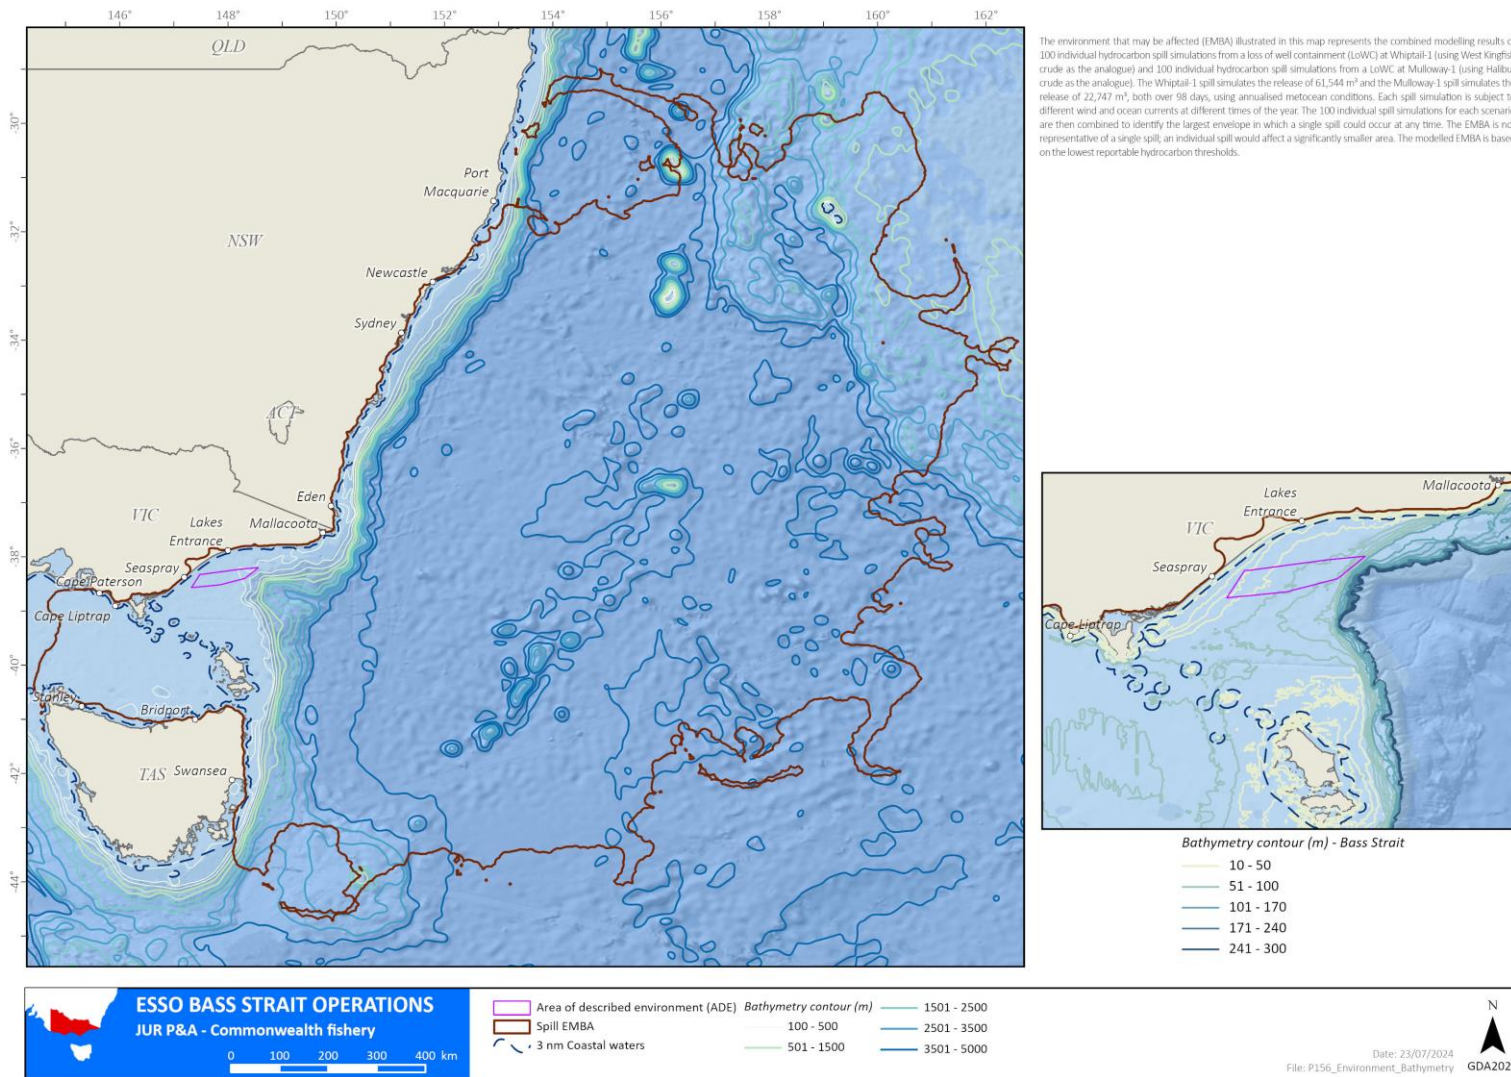 146° 148° 150° 152° 154° 156° 158° 160° 162°
QLD
-30°
Port
Macquarie
-32°
NSW
Newcastle
Sydney
-34°
ACT
-36°
Eden
VIC
Mallacoota
Lakes
Entrance
-38°
Seaspray
Cape Paterson
Cape Liptrap
-40°
Stanley
Bridport
-42°
TAS
Swansea
-44°
The environment that may be affected (EMBA) illustrated in this map represents the combined modelling results
100 individual hydrocarbon spill simulations from a loss of well containment (LoWC) at Whiptail-1 (using West
crude as the analogue) and 100 individual hydrocarbon spill simulations from a LoWC at Mulloway-1 (using
crude as the analogue). The Whiptail-1 spill simulates the release of 61,544 m³ and the Mulloway-1 spill simulates
release of 22,747 m³, both over 98 days, using annualised metocean conditions. Each spill simulation is subject
different wind and ocean currents at different times of the year. The 100 individual spill simulations for each
are then combined to identify the largest envelope in which a single spill could occur at any time. The EMBA is
representative of a single spill; an individual spill would affect a significantly smaller area. The modelled EMBA is
on the lowest reportable hydrocarbon thresholds.
Mallacoota
Lakes
Entrance
VIC
Seaspray
Cape Liptrap
Bathymetry contour (m) - Bass Strait
10 - 50
51 - 100
101 - 170
171 - 240
241 - 300
ESSO BASS STRAIT OPERATIONS
JUR P&A - Commonwealth fishery
0 100 200 300 400 km
Area of described environment (ADE)
Spill EMBA
3 nm Coastal waters
Bathymetry contour (m)
100 - 500
501 - 1500
1501 - 2500
2501 - 3500
3501 - 5000
N
Date: 23/07/2024
File: P156_Environment_Bathymetry
GDA202